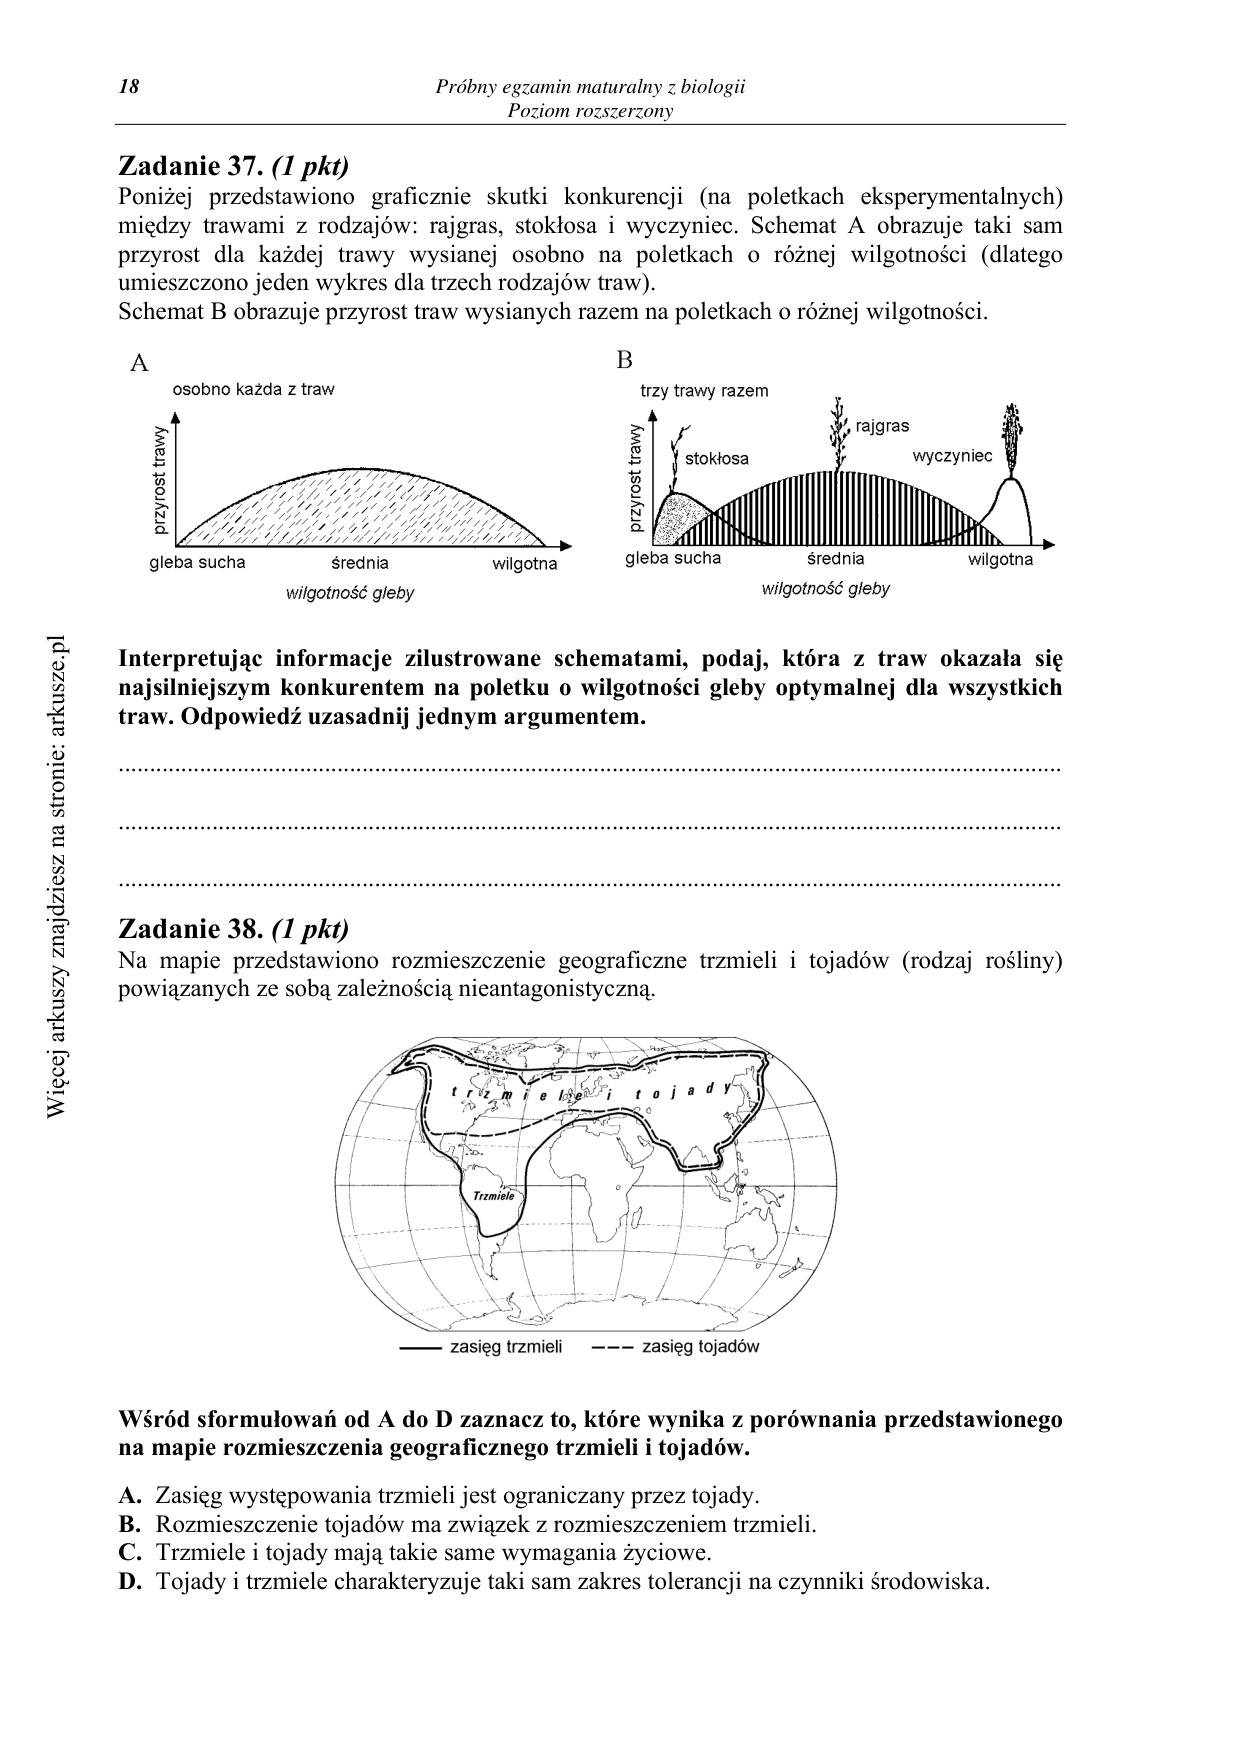 18
Próbny egzamin maturalny z biologii
Poziom rozszerzony
Zadanie 37. (1 pkt)
Poniżej przedstawiono graficznie skutki konkurencji (na poletkach eksperymentalnych)
między trawami z rodzajów: rajgras, stokłosa i wyczyniec. Schemat A obrazuje taki sam
przyrost dla każdej trawy wysianej osobno na poletkach o różnej wilgotności (dlatego
umieszczono jeden wykres dla trzech rodzajów traw).
Schemat B obrazuje przyrost traw wysianych razem na poletkach o różnej wilgotności.
A
osobno każda z traw
przyrost trawy
gleba sucha średnia wilgotna
wilgotność gleby
B
trzy trawy razem
przyrost trawy
stokłosa
rajgras
wyczyniec
gleba sucha średnia wilgotna
wilgotność gleby
Interpretując informacje zilustrowane schematami, podaj, która z traw okazała się
najsilniejszym konkurentem na poletku o wilgotności gleby optymalnej dla wszystkich
traw. Odpowiedź uzasadnij jednym argumentem.
Zadanie 38. (1 pkt)
Na mapie przedstawiono rozmieszczenie geograficzne trzmieli i tojadów (rodzaj rośliny)
powiązanych ze sobą zależnością nieantagonistyczną.
trzmiele i tojady
Trzmiele
zasięg trzmieli zasięg tojadów
Wśród sformułowań od A do D zaznacz to, które wynika z porównania przedstawionego
na mapie rozmieszczenia geograficznego trzmieli i tojadów.
A. Zasięg występowania trzmieli jest ograniczany przez tojady.
B. Rozmieszczenie tojadów ma związek z rozmieszczeniem trzmieli.
C. Trzmiele i tojady mają takie same wymagania życiowe.
D. Tojady i trzmiele charakteryzuje taki sam zakres tolerancji na czynniki środowiska.
Więcej arkuszy znajdziesz na stronie: arkusze.pl